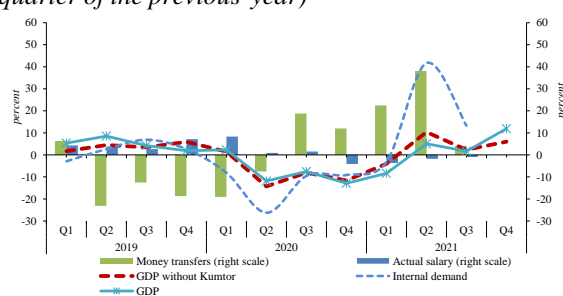 quarter of the previous year)
60 60
50 50
40 40
30 30
20 20
10 10
0 0
-10 -10
-20 -20
-30 -30
percent percent
Q1 Q2 Q3 Q4 Q1 Q2 Q3 Q4 Q1 Q2 Q3 Q4
2019 2020 2021
Money transfers (right scale) Actual salary (right scale)
GDP without Kumtor Internal demand
GDP